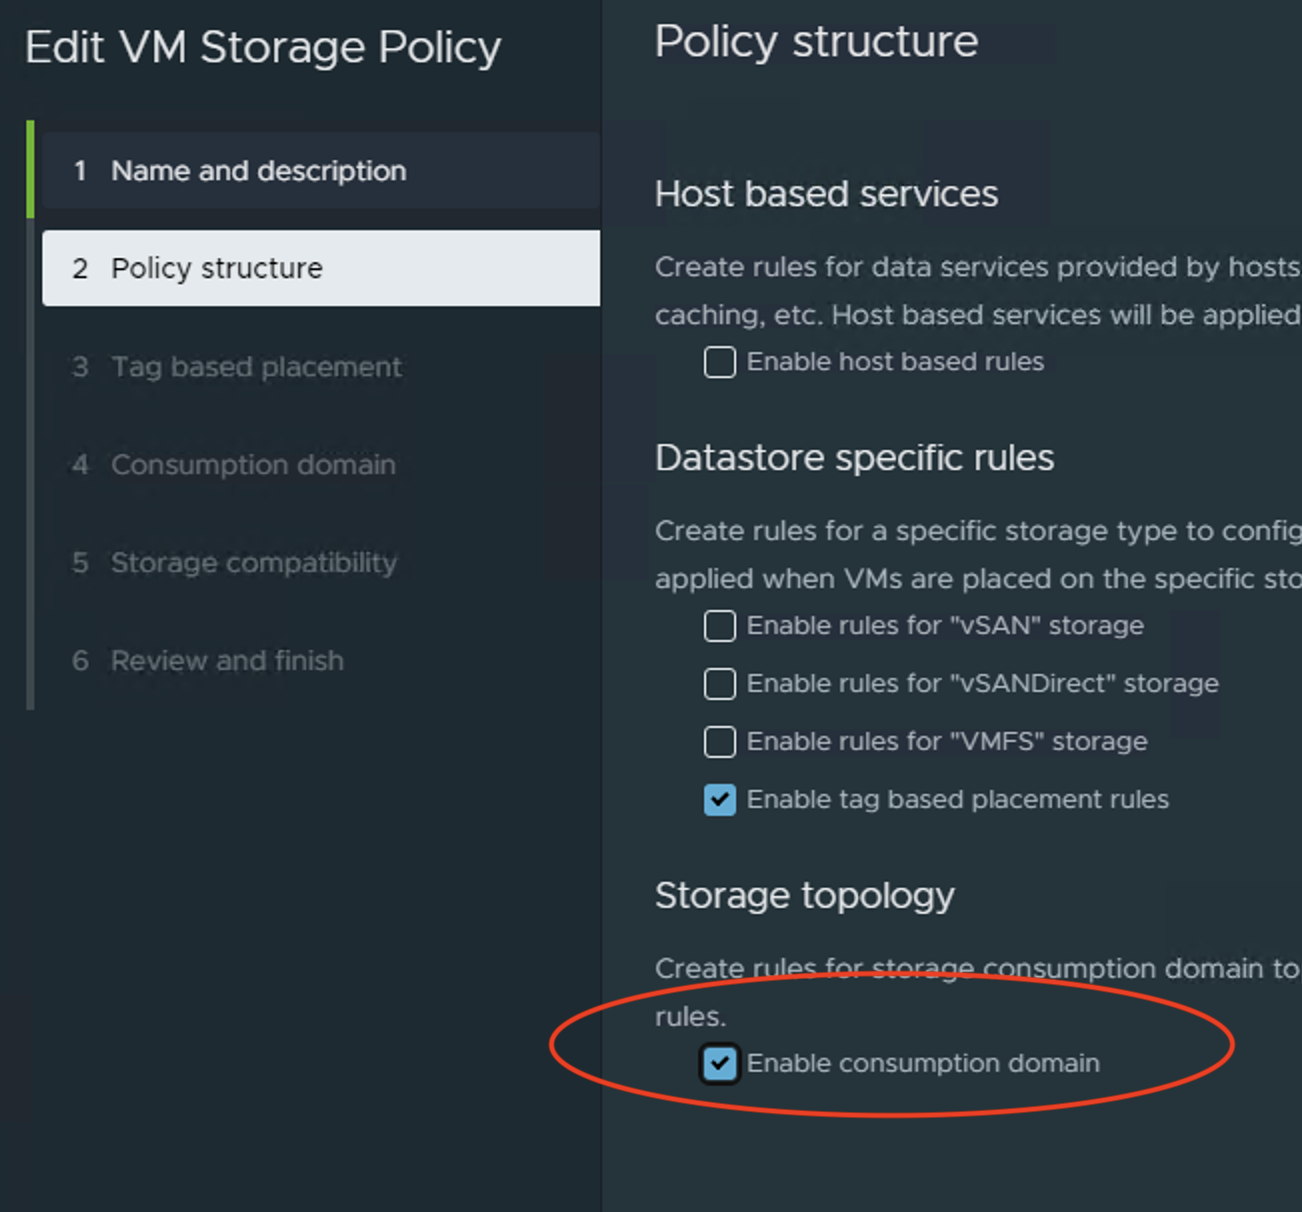 Edit VM Storage Policy
1 Name and description
2 Policy structure
3 Tag based placement
4 Consumption domain
5 Storage compatibility
6 Review and finish
Policy structure
Host based services
Create rules for data services provided by hosts
caching, etc. Host based services will be applied
Enable host based rules
Datastore specific rules
Create rules for a specific storage type to config
applied when VMs are placed on the specific sto
Enable rules for "vSAN" storage
Enable rules for "vSANDirect" storage
Enable rules for "VMFS" storage
Enable tag based placement rules
Storage topology
Create rules for storage consumption domain to
rules.
Enable consumption domain